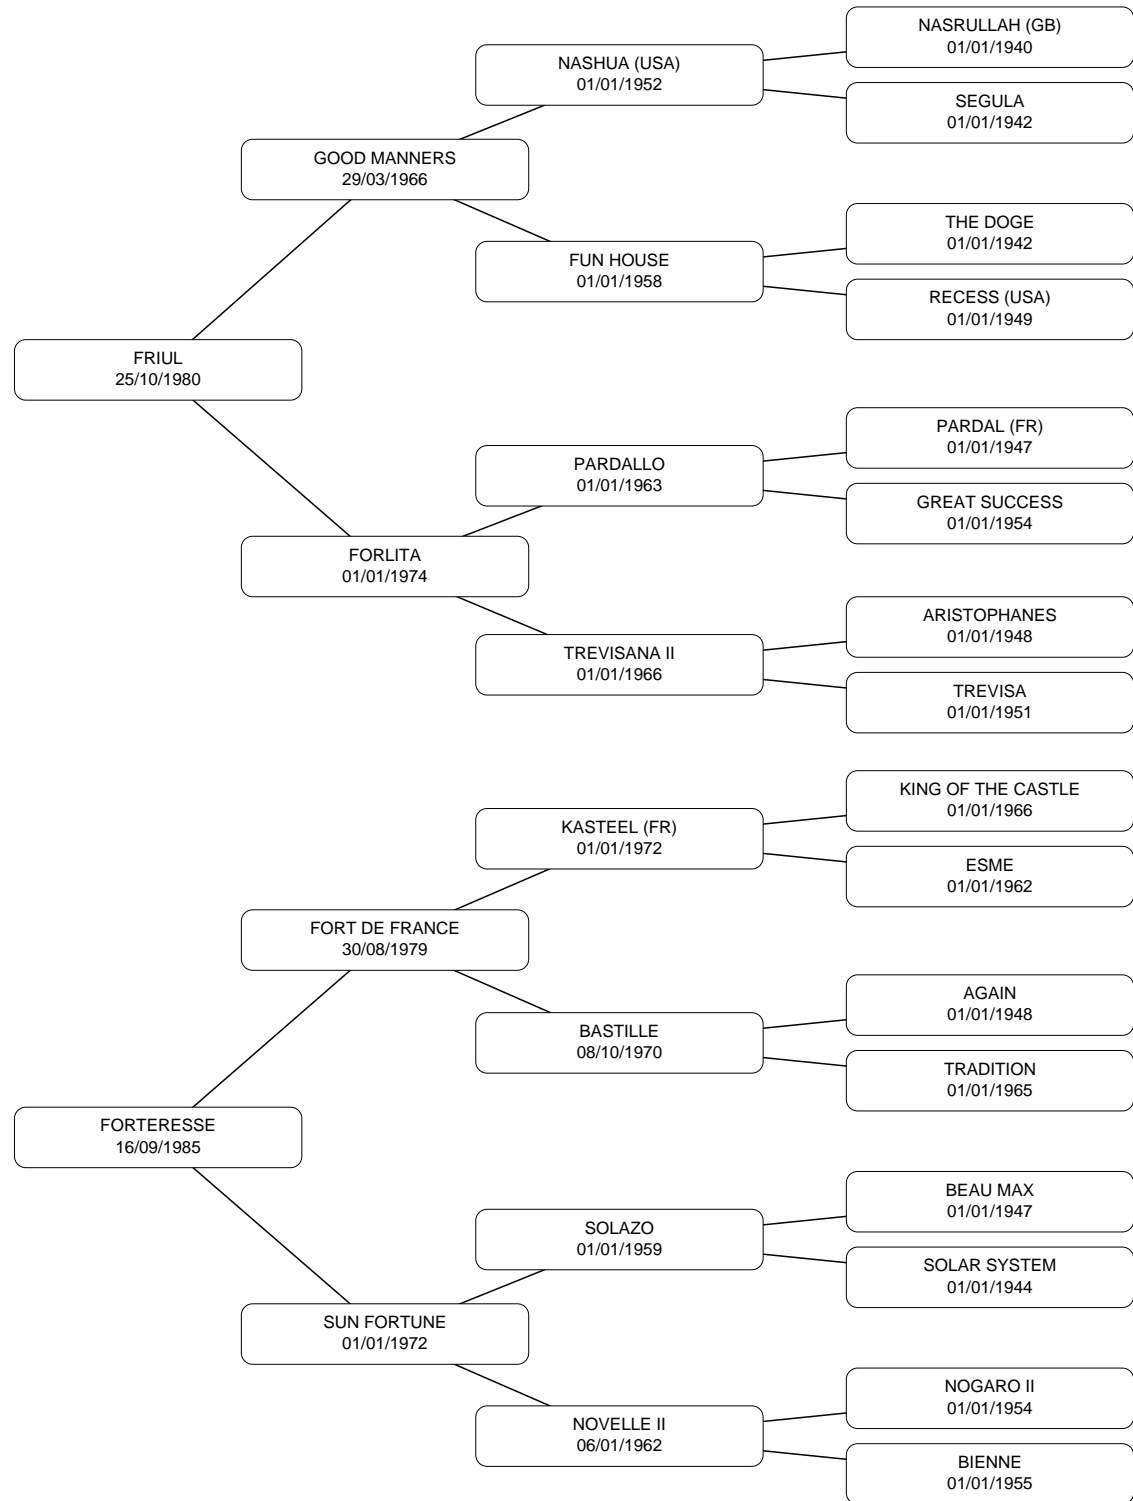 NASRULLAH (GB)
01/01/1940
NASHUA (USA)
01/01/1952
SEGULA
01/01/1942
GOOD MANNERS
29/03/1966
THE DOGE
01/01/1942
FUN HOUSE
01/01/1958
RECESS (USA)
01/01/1949
FRIUL
25/10/1980
PARDAL (FR)
01/01/1947
PARDALLO
01/01/1963
GREAT SUCCESS
01/01/1954
FORLITA
01/01/1974
ARISTOPHANES
01/01/1948
TREVISANA II
01/01/1966
TREVISA
01/01/1951
KING OF THE CASTLE
01/01/1966
KASTEEL (FR)
01/01/1972
ESME
01/01/1962
FORT DE FRANCE
30/08/1979
AGAIN
01/01/1948
BASTILLE
08/10/1970
TRADITION
01/01/1965
FORTERESSE
16/09/1985
BEAU MAX
01/01/1947
SOLAZO
01/01/1959
SOLAR SYSTEM
01/01/1944
SUN FORTUNE
01/01/1972
NOGARO II
01/01/1954
NOVELLE II
06/01/1962
BIENNE
01/01/1955